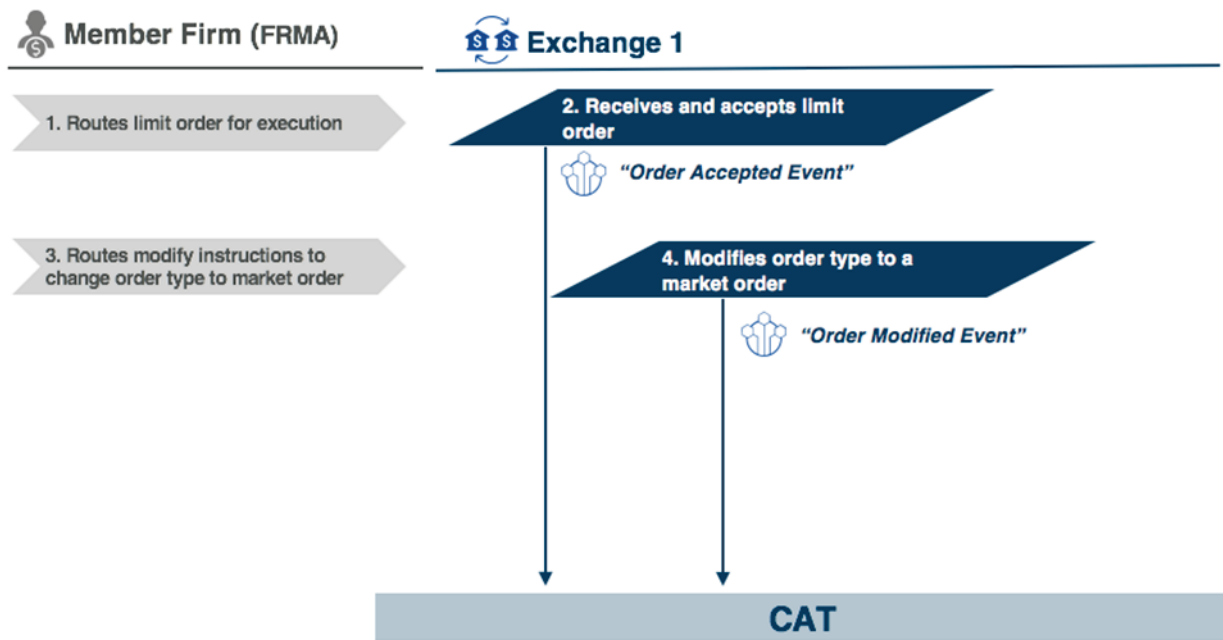 Member Firm (FRMA)
Exchange 1
1. Routes limit order for execution
2. Receives and accepts limit
order
“Order Accepted Event”
3. Routes modify instructions to
change order type to market order
4. Modifies order type to a
market order
“Order Modified Event”
CAT